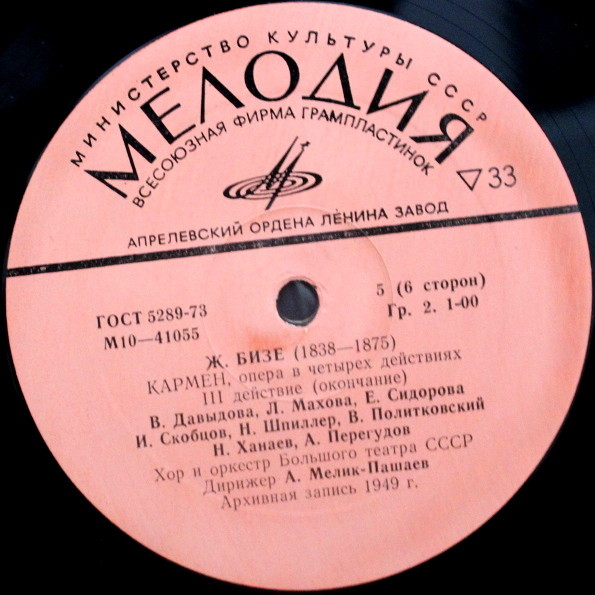 МИНИСТЕРСТВО КУЛЬТУРЫ СССР
МЕЛОДИЯ
ВСЕСОЮЗНАЯ ФИРМА ГРАМПЛАСТИНОК
33
АПРЕЛЕВСКИЙ ОРДЕНА ЛЕНИНА ЗАВОД
ГОСТ 5289-73
М10—41055
5 (6 сторон)
Гр. 2. 1-00
Ж. БИЗЕ (1838—1875)
КАРМЕН, опера в четырех действиях
III действие (окончание)
В. Давыдова, Л. Махова, Е. Сидорова
И. Скобцов, Н. Шпиллер, В. Политковский
Н. Ханаев, А. Перегудов
Хор и оркестр Большого театра СССР
Дирижер А. Мелик-Пашаев
Архивная запись 1949 г.